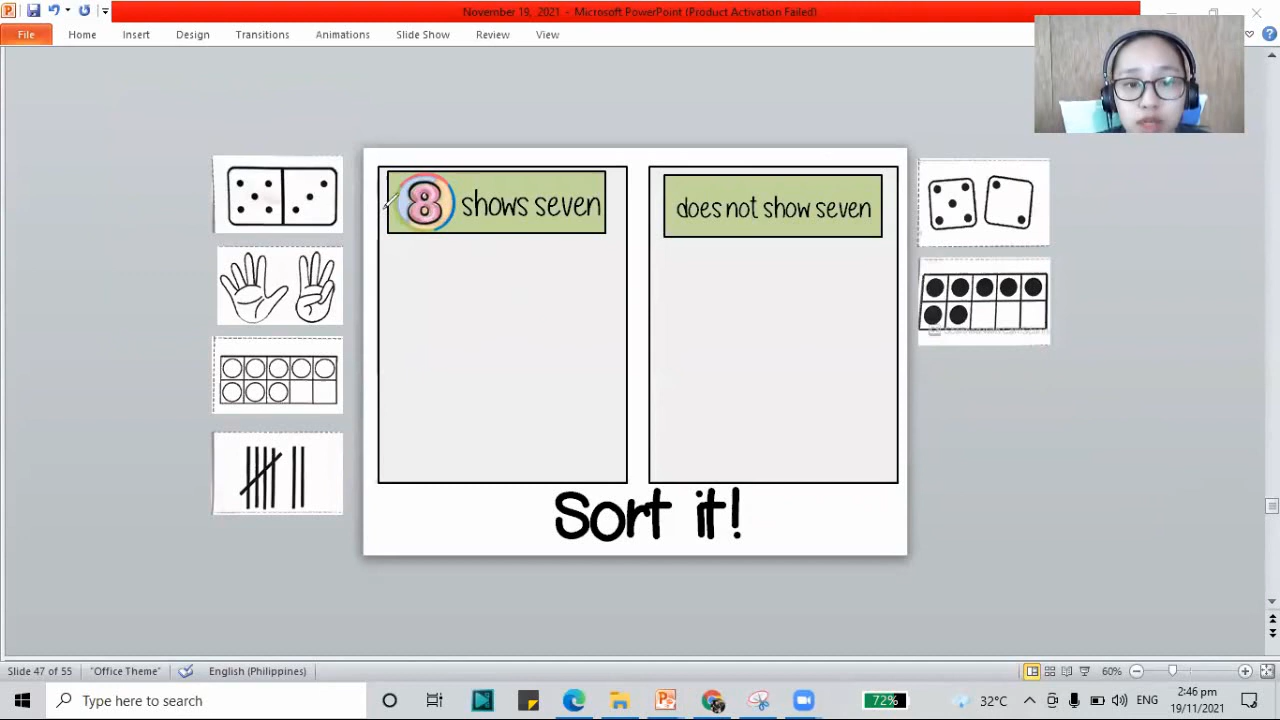 November 19, 2021 - Microsoft PowerPoint (Product Activation Failed)
File Home Insert Design Transitions Animations Slide Show Review View
8 shows seven
does not show seven
Sort it!
Slide 47 of 55 "Office Theme" English (Philippines) 60%
Type here to search 72% 32°C ENG 2:46 pm
19/11/2021